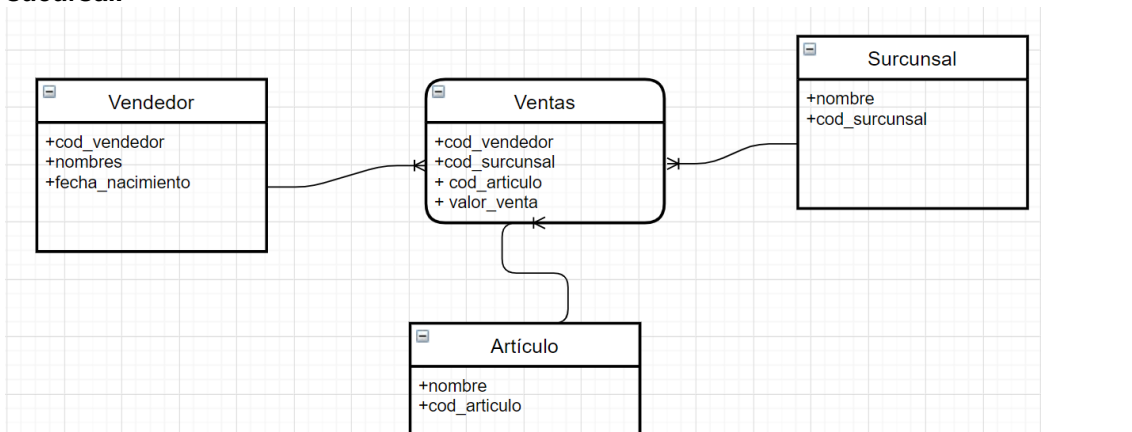 Vendedor
+cod_vendedor
+nombres
+fecha_nacimiento
Ventas
+cod_vendedor
+cod_surcunsal
+ cod_articulo
+ valor_venta
Surcunsal
+nombre
+cod_surcunsal
Artículo
+nombre
+cod_articulo